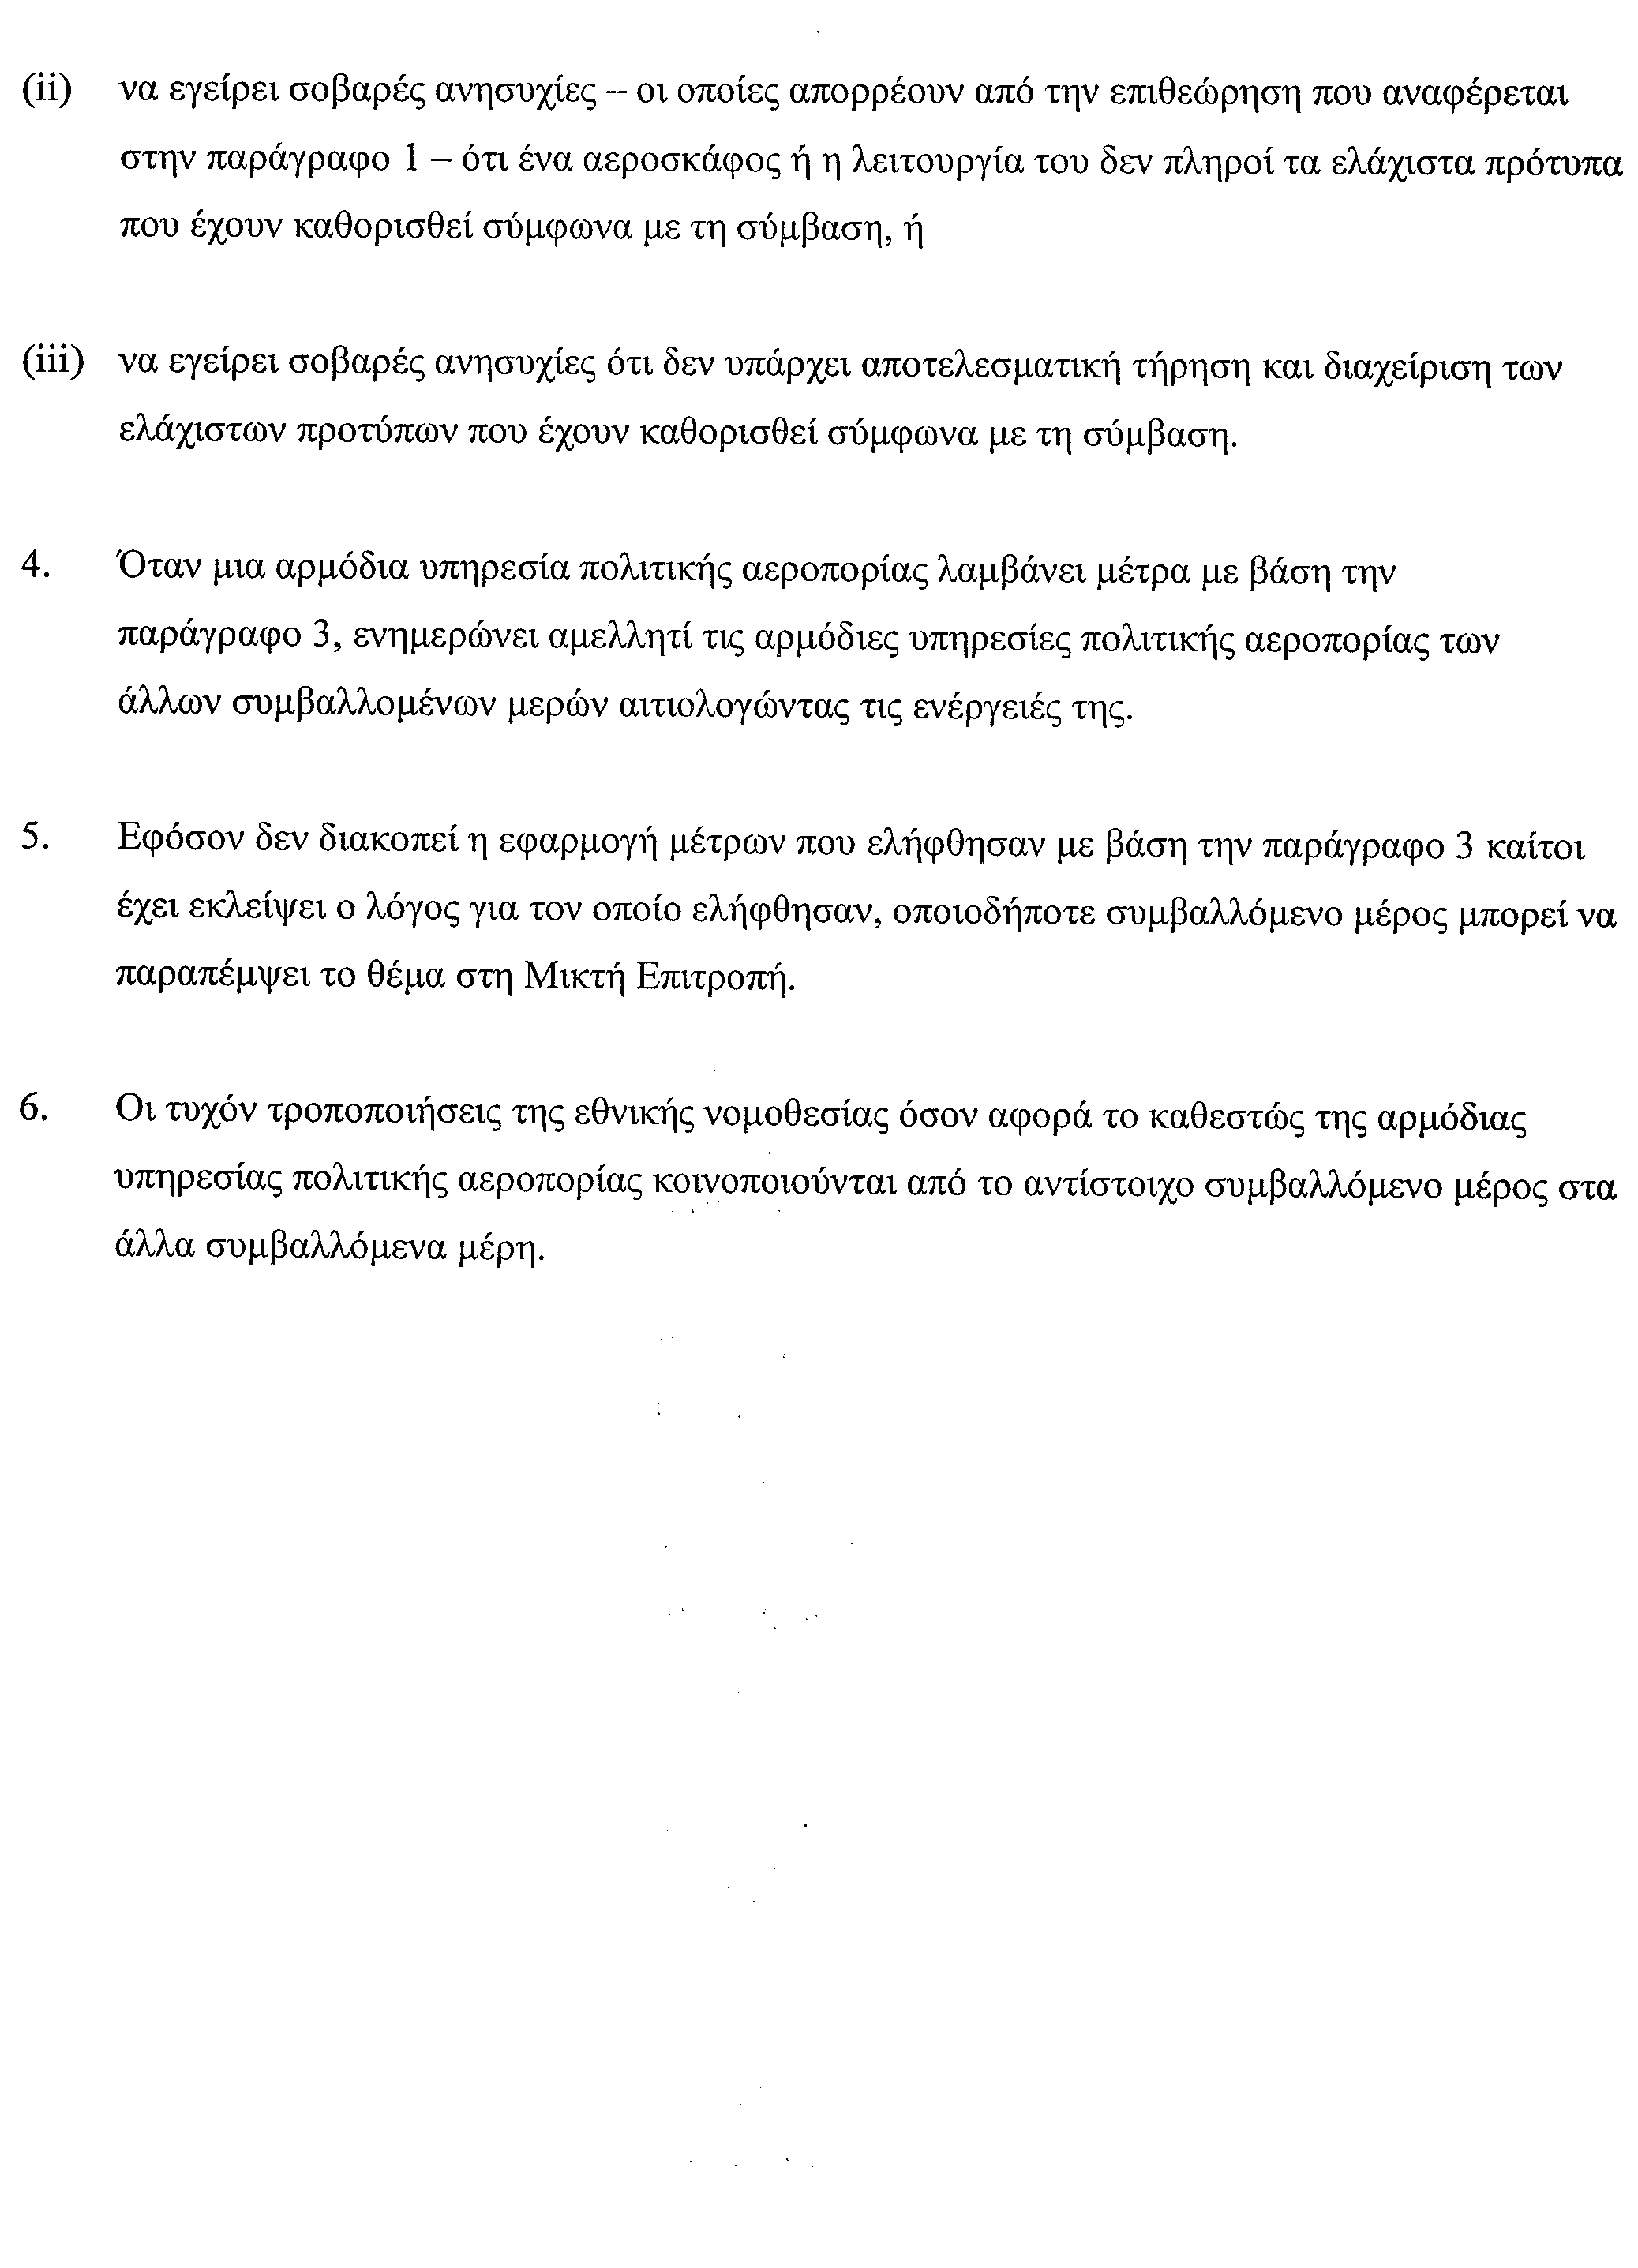 (ii) να εγείρει σοβαρές ανησυχίες – οι οποίες απορρέουν από την επιθεώρηση που αναφέρεται
στην παράγραφο 1 – ότι ένα αεροσκάφος ή η λειτουργία του δεν πληροί τα ελάχιστα πρότυπα
που έχουν καθορισθεί σύμφωνα με τη σύμβαση, ή
(iii) να εγείρει σοβαρές ανησυχίες ότι δεν υπάρχει αποτελεσματική τήρηση και διαχείριση των
ελάχιστων προτύπων που έχουν καθορισθεί σύμφωνα με τη σύμβαση.
4. Όταν μια αρμόδια υπηρεσία πολιτικής αεροπορίας λαμβάνει μέτρα με βάση την
παράγραφο 3, ενημερώνει αμελλητί τις αρμόδιες υπηρεσίες πολιτικής αεροπορίας των
άλλων συμβαλλομένων μερών αιτιολογώντας τις ενέργειές της.
5. Εφόσον δεν διακοπεί η εφαρμογή μέτρων που ελήφθησαν με βάση την παράγραφο 3 καίτοι
έχει εκλείψει ο λόγος για τον οποίο ελήφθησαν, οποιοδήποτε συμβαλλόμενο μέρος μπορεί να
παραπέμψει το θέμα στη Μικτή Επιτροπή.
6. Οι τυχόν τροποποιήσεις της εθνικής νομοθεσίας όσον αφορά το καθεστώς της αρμόδιας
υπηρεσίας πολιτικής αεροπορίας κοινοποιούνται από το αντίστοιχο συμβαλλόμενο μέρος στα
άλλα συμβαλλόμενα μέρη.